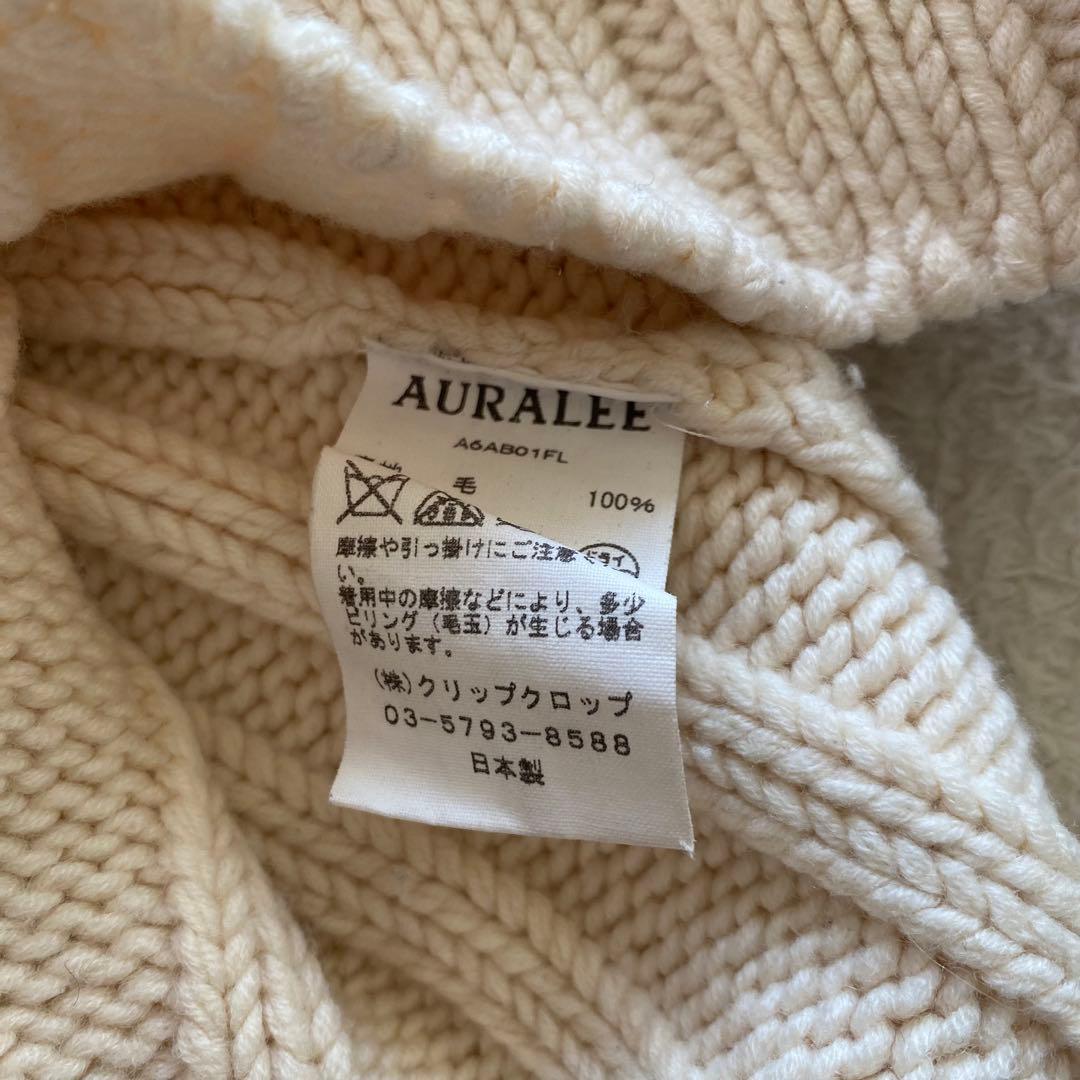 AURALEE
A6AB01FL
毛 100%
ドライ
摩擦や引っ掛けにご注意
い。
着用中の摩擦などにより、多少
ピリング(毛玉)が生じる場合
があります。
(株)クリップクロップ
03-5793-8588
日本製